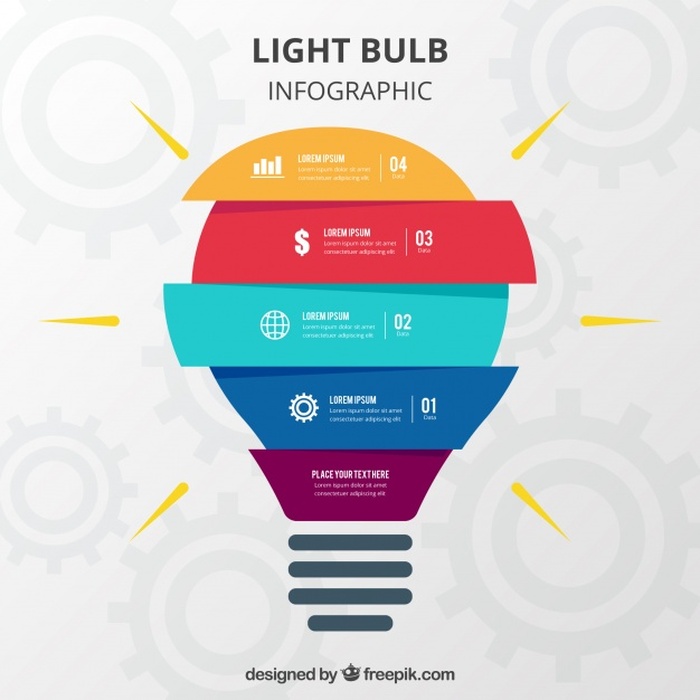 LIGHT BULB
INFOGRAPHIC
LOREM IPSUM
Lorem ipsum dolor sit amet
consectetuer adipiscing elit
04
Data
LOREM IPSUM
Lorem ipsum dolor sit amet
consectetuer adipiscing elit
03
Data
LOREM IPSUM
Lorem ipsum dolor sit amet
consectetuer adipiscing elit
02
Data
LOREM IPSUM
Lorem ipsum dolor sit amet
consectetuer adipiscing elit
01
Data
PLACE YOUR TEXT HERE
Lorem ipsum dolor sit amet
consectetuer adipiscing elit
designed by freepik.com